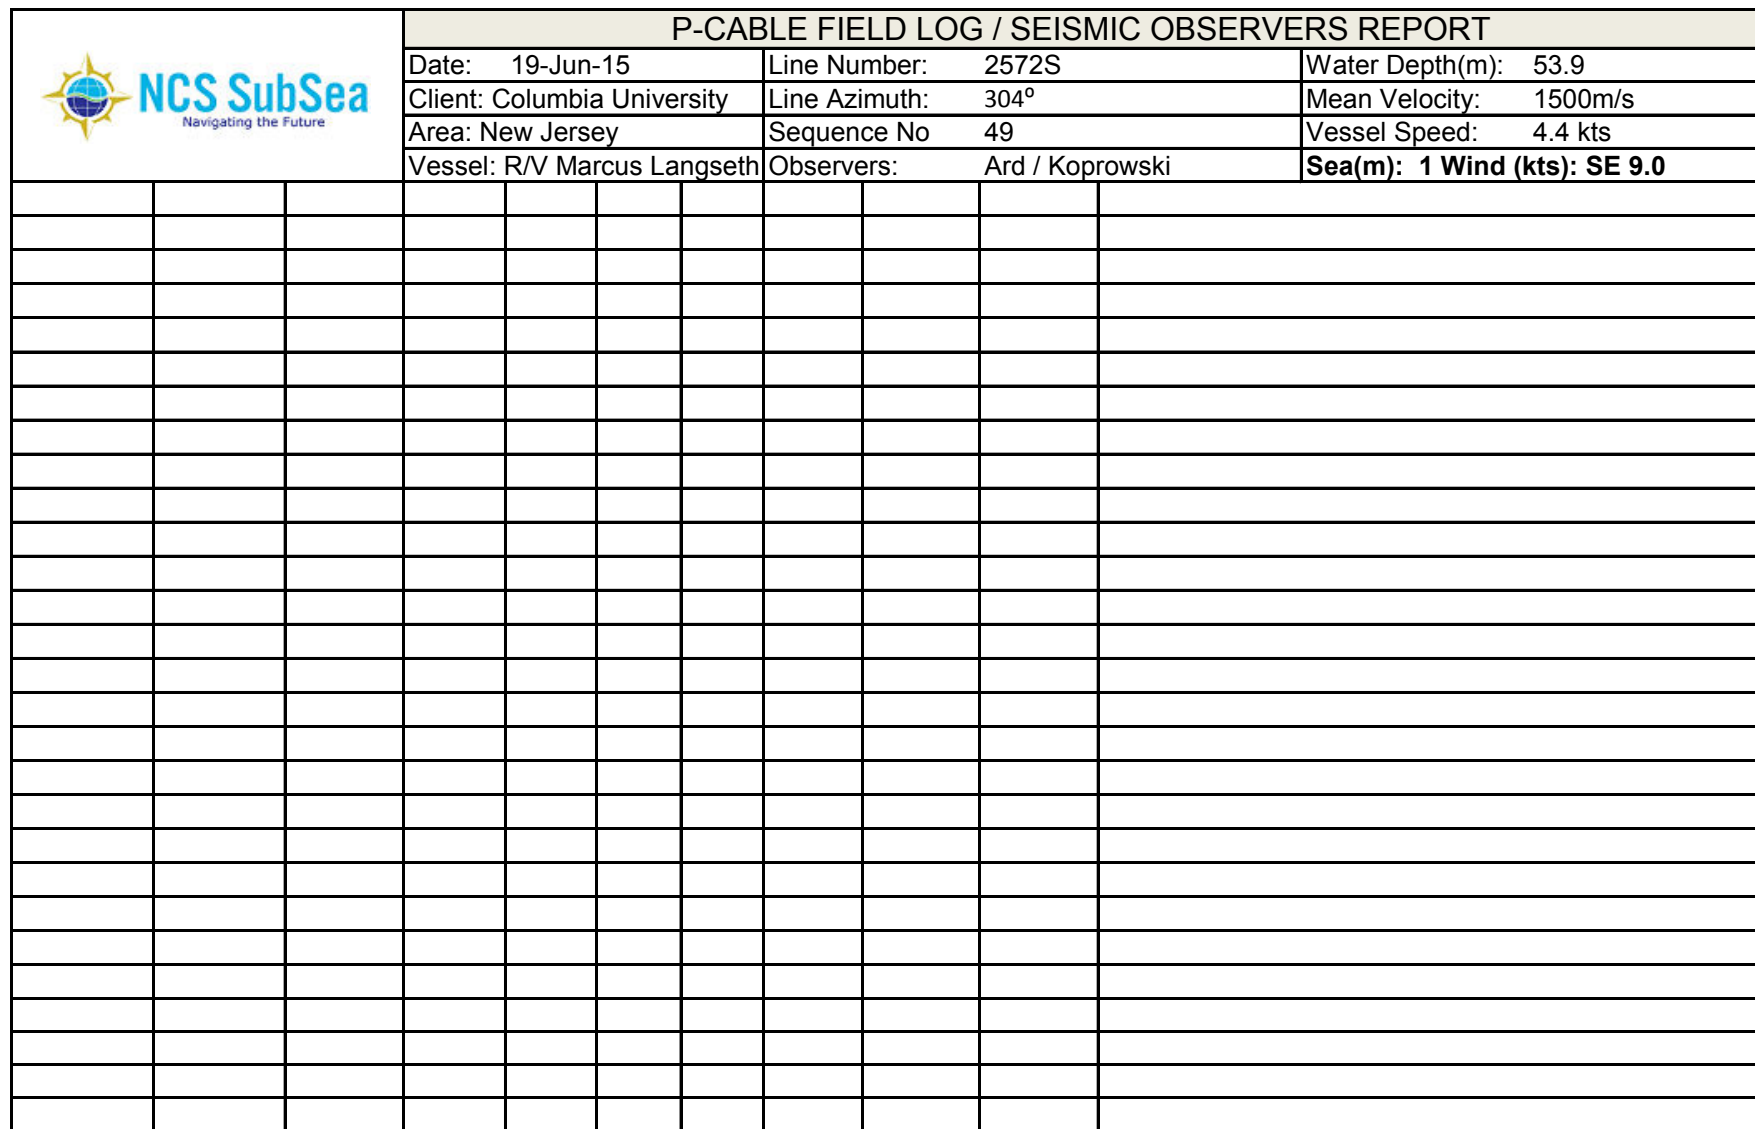 P-CABLE FIELD LOG / SEISMIC OBSERVERS REPORT
NCS SubSea
Navigating the Future
Date: 19-Jun-15 Line Number: 2572S Water Depth(m): 53.9
Client: Columbia University Line Azimuth: 304⁰ Mean Velocity: 1500m/s
Area: New Jersey Sequence No 49 Vessel Speed: 4.4 kts
Vessel: R/V Marcus Langseth Observers: Ard / Koprowski Sea(m): 1 Wind (kts): SE 9.0